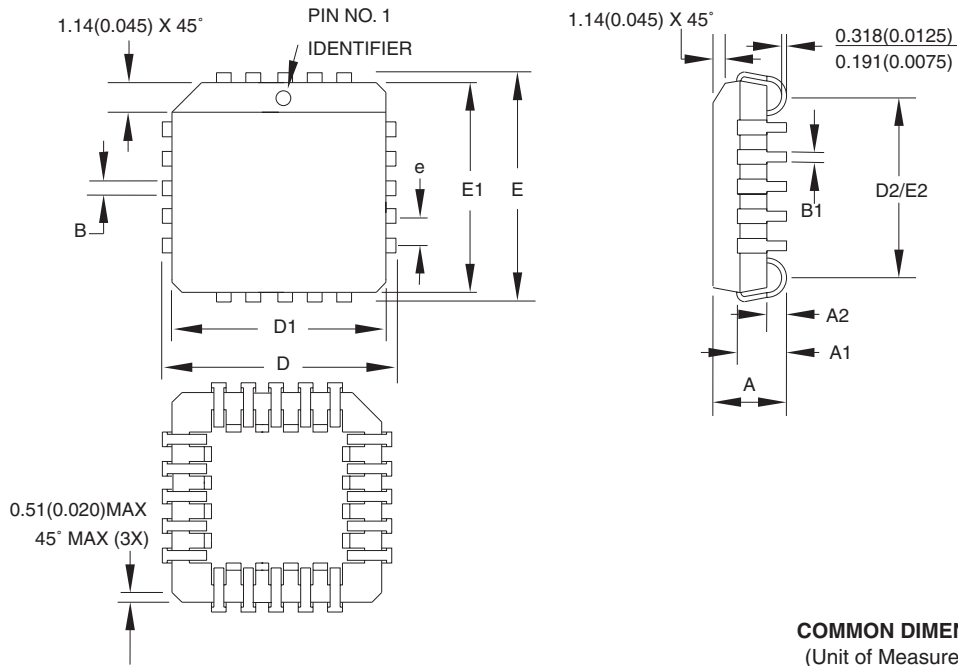 1.14(0.045) X 45˚
PIN NO. 1
IDENTIFIER
1.14(0.045) X 45˚
0.318(0.0125)
0.191(0.0075)
e
E1
E
B
B1
D2/E2
D1
D
A2
A1
A
0.51(0.020)MAX
45˚ MAX (3X)
COMMON DIMEN
(Unit of Measure